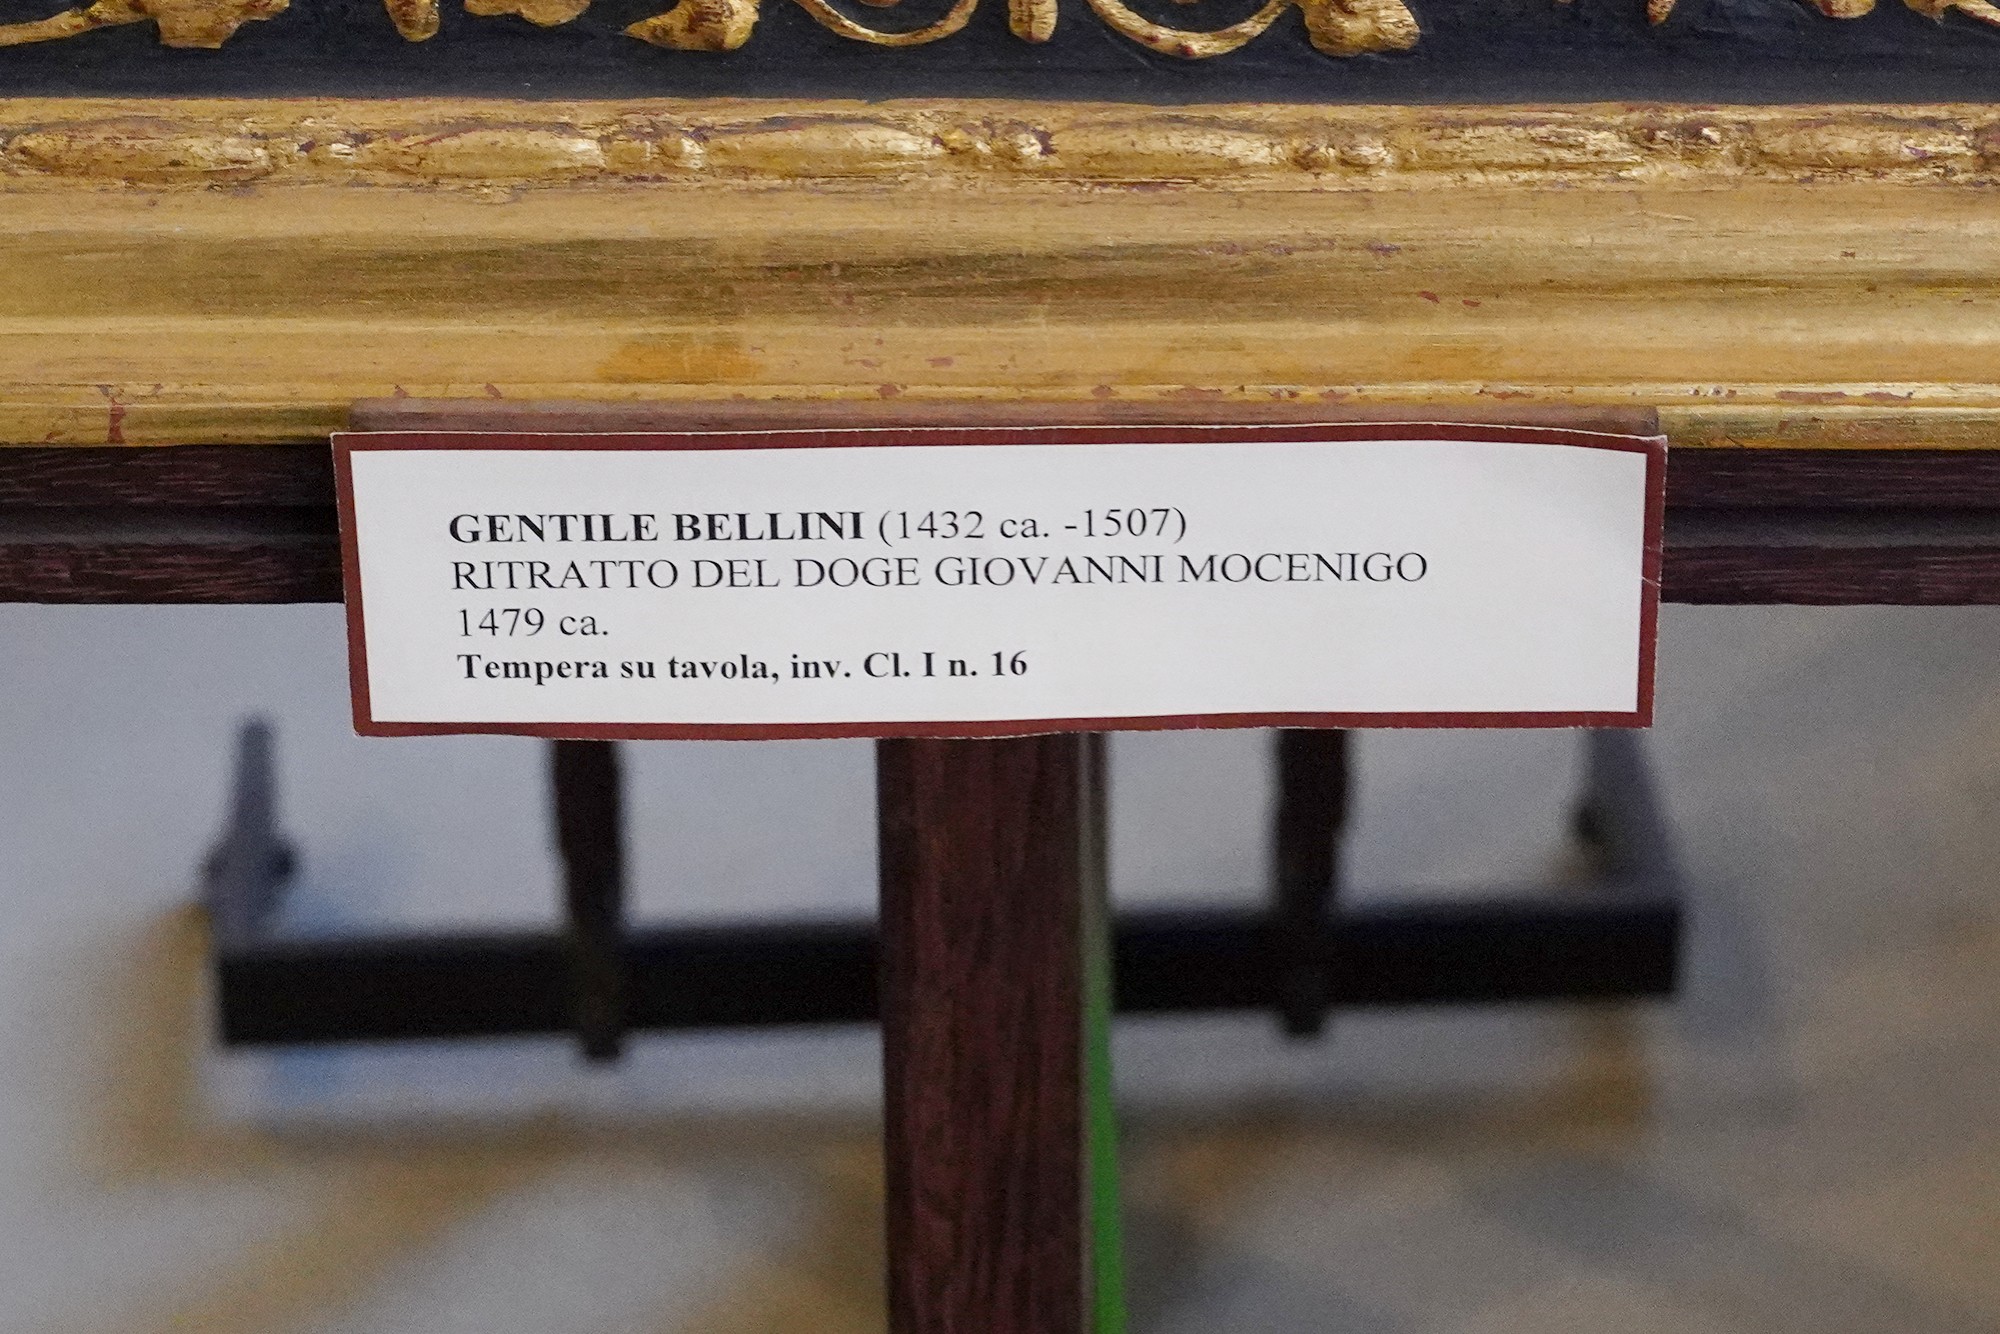 GENTILE BELLINI (1432 ca. -1507)
RITRATTO DEL DOGE GIOVANNI MOCENIGO
1479 ca.
Tempera su tavola, inv. Cl. I n. 16